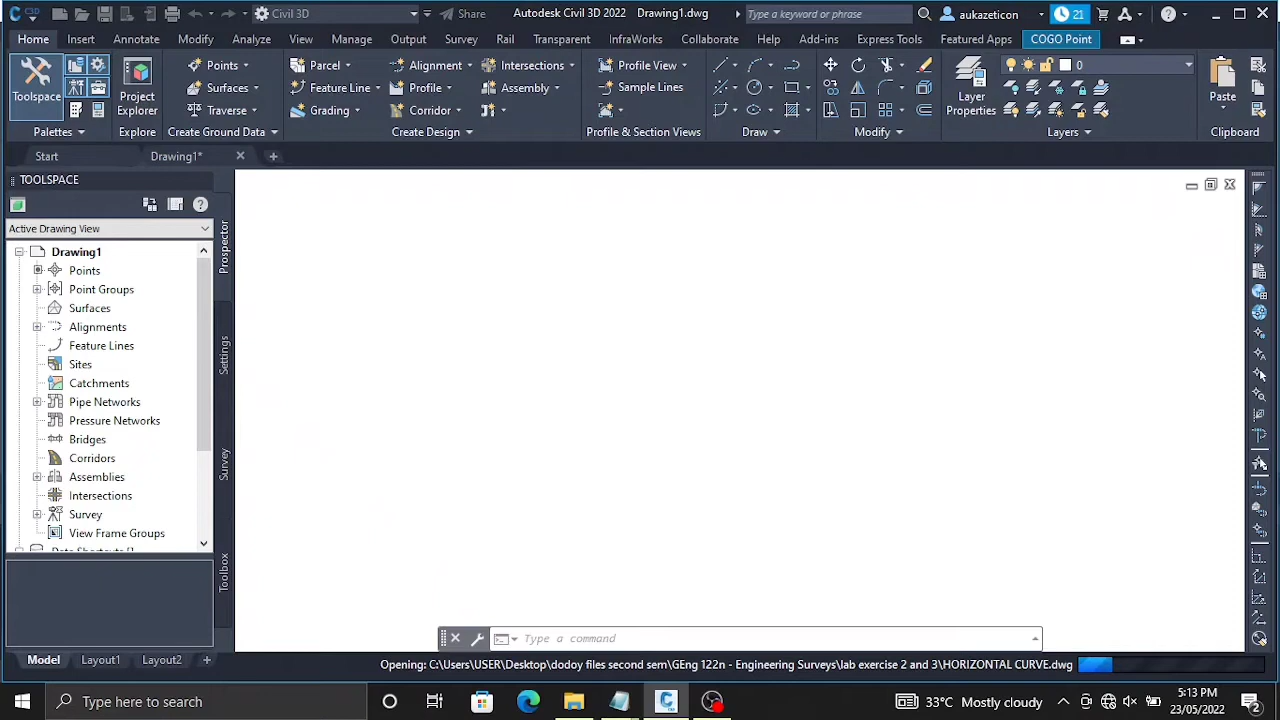 C3D
Civil 3D
Share
Autodesk Civil 3D 2022
Drawing1.dwg
Type a keyword or phrase
aukazeticon
21
Home
Insert
Annotate
Modify
Analyze
View
Manage
Output
Survey
Rail
Transparent
InfraWorks
Collaborate
Add-ins
Express Tools
Featured Apps
COGO Point
Toolspace
Palettes
Project
Explorer
Explore
Points
Surfaces
Traverse
Create Ground Data
Parcel
Feature Line
Grading
Alignment
Profile
Corridor
Intersections
Assembly
Create Design
Profile View
Sample Lines
Profile & Section Views
Draw
Modify
Layer
Properties
0
Layers
Paste
Clipboard
Start
Drawing1*
TOOLSPACE
Active Drawing View
Drawing1
Points
Point Groups
Surfaces
Alignments
Feature Lines
Sites
Catchments
Pipe Networks
Pressure Networks
Bridges
Corridors
Assemblies
Intersections
Survey
View Frame Groups
Prospector
Settings
Survey
Toolbox
Type a command
Model
Layout1
Layout2
Opening: C:\Users\USER\Desktop\dodoy files second sem\GEng 122n - Engineering Surveys\lab exercise 2 and 3\HORIZONTAL CURVE.dwg
Type here to search
33°C Mostly cloudy
5:13 PM
23/05/2022
2